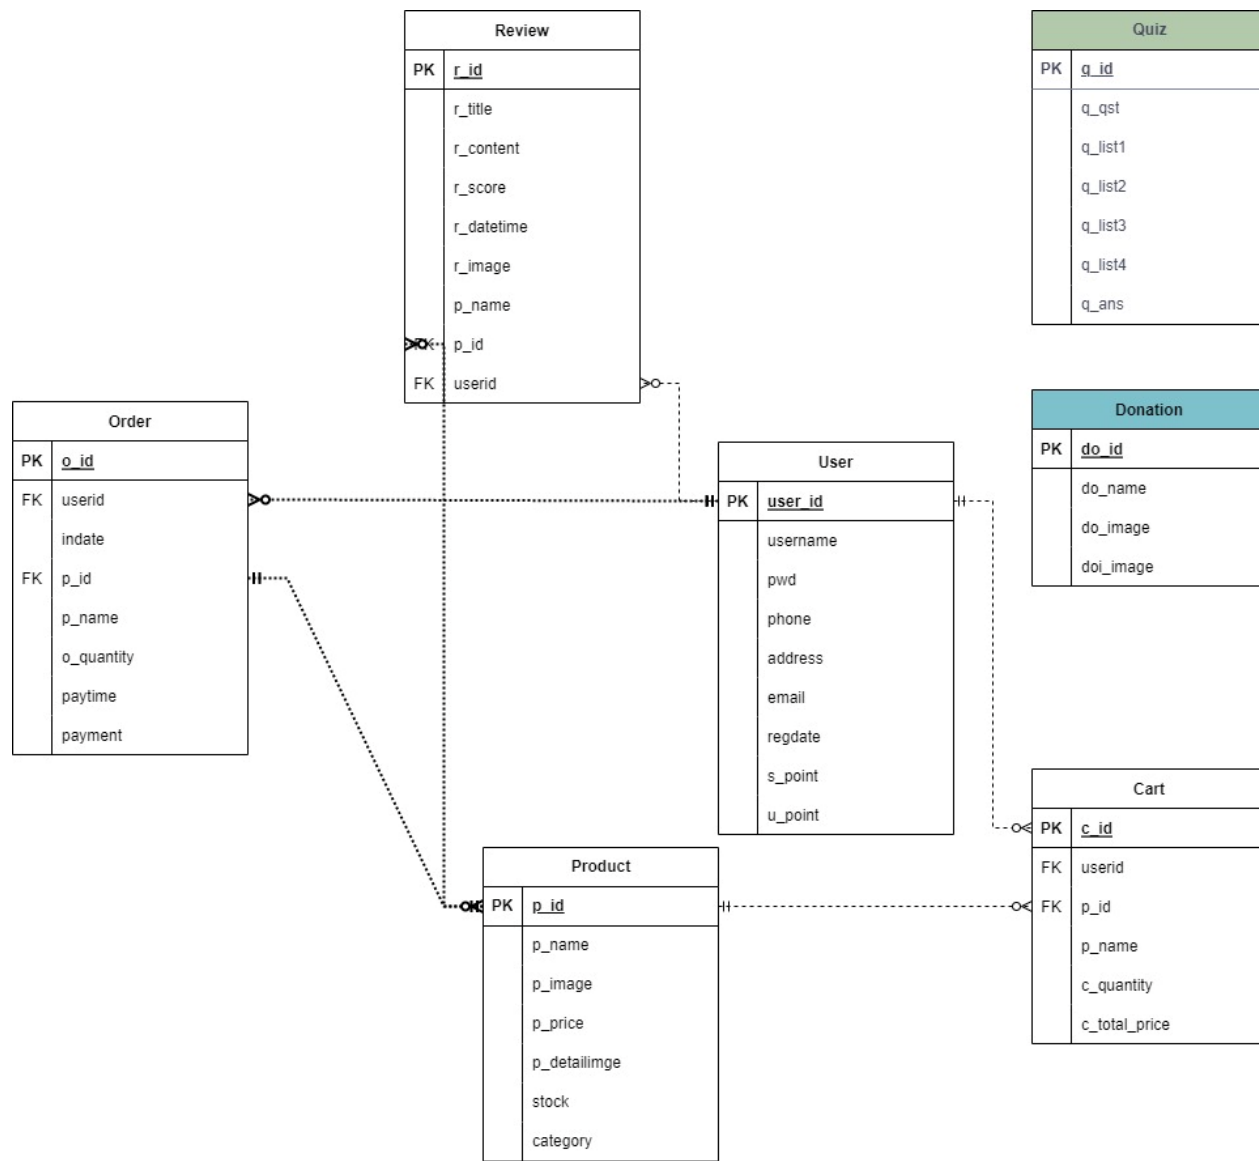 Review
PK r_id
r_title
r_content
r_score
r_datetime
r_image
p_name
FK p_id
FK userid
Quiz
PK q_id
q_qst
q_list1
q_list2
q_list3
q_list4
q_ans
Order
PK o_id
FK userid
indate
FK p_id
p_name
o_quantity
paytime
payment
User
PK user_id
username
pwd
phone
address
email
regdate
s_point
u_point
Donation
PK do_id
do_name
do_image
doi_image
Product
PK p_id
p_name
p_image
p_price
p_detailimge
stock
category
Cart
PK c_id
FK userid
FK p_id
p_name
c_quantity
c_total_price